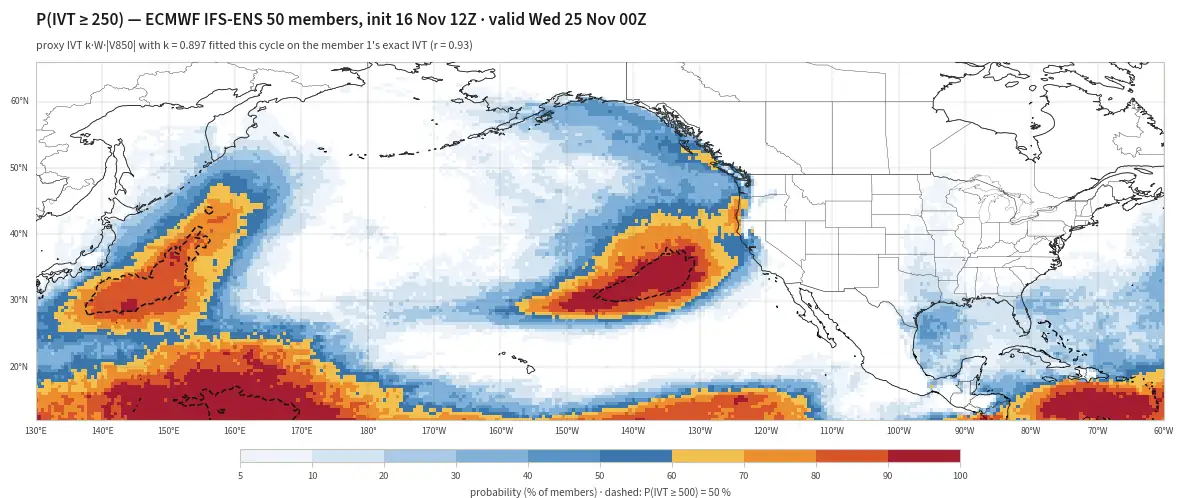 P(IVT ≥ 250) — ECMWF IFS-ENS 50 members, init 16 Nov 12Z · valid Wed 25 Nov 00Z
proxy IVT k·W·|V850| with k = 0.897 fitted this cycle on the member 1's exact IVT (r = 0.93)
60°N
50°N
40°N
30°N
20°N
130°E 140°E 150°E 160°E 170°E 180° 170°W 160°W 150°W 140°W 130°W 120°W 110°W 100°W 90°W 80°W 70°W 60°W
5 10 20 30 40 50 60 70 80 90 100
probability (% of members) · dashed: P(IVT ≥ 500) = 50 %